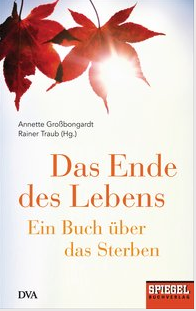 Annette Großbongardt
Rainer Traub (Hg.)
Das Ende
des Lebens
Ein Buch über
das Sterben
DVA
SPIEGEL
BUCHVERLAG